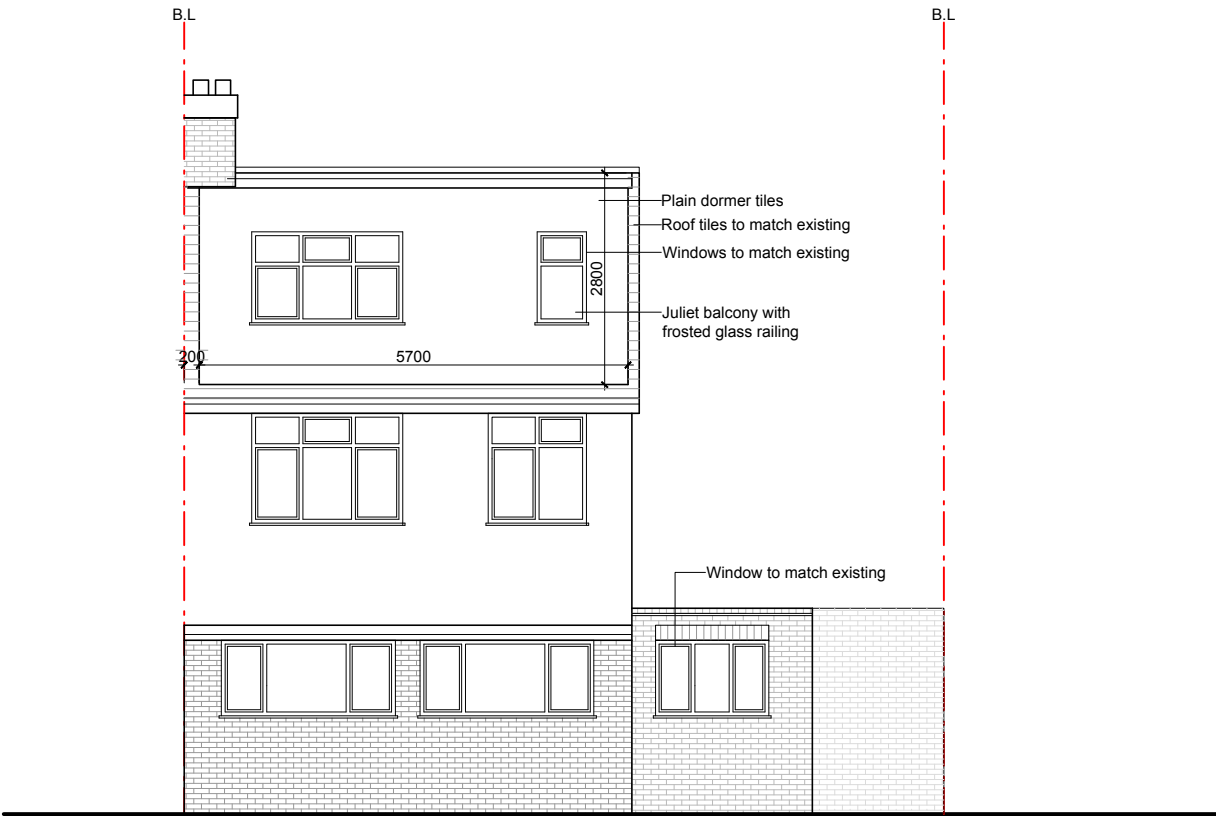 B.L
B.L
Plain dormer tiles
Roof tiles to match existing
Windows to match existing
2800
Juliet balcony with
frosted glass railing
200
5700
Window to match existing